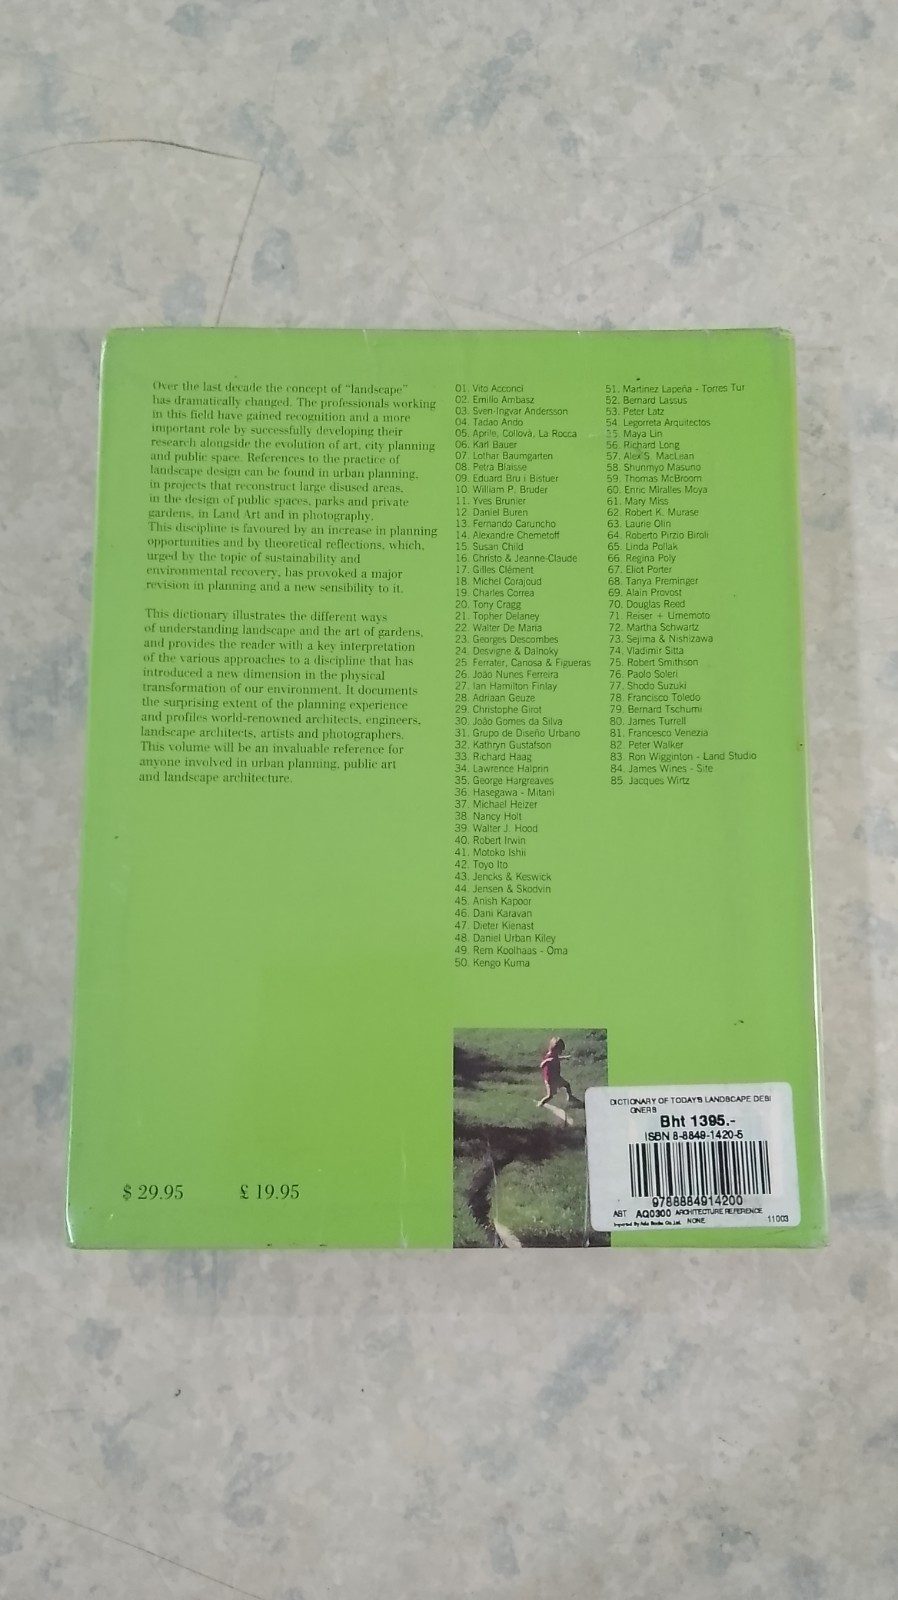 Over the last decade the concept of "landscape"
has dramatically changed. The professionals working
in this field have gained recognition and a more
important role by successfully developing their
research alongside the evolution of art, city planning
and public space. References to the practice of
landscape design can be found in urban planning,
in projects that reconstruct large disused areas,
in the design of public spaces, parks and private
gardens, in Land Art and in photography.
This discipline is favoured by an increase in planning
opportunities and by theoretical reflections, which,
urged by the topic of sustainability and
environmental recovery, has provoked a major
revision in planning and a new sensibility to it.
This dictionary illustrates the different ways
of understanding landscape and the art of gardens,
and provides the reader with a key interpretation
of the various approaches to a discipline that has
introduced a new dimension in the physical
transformation of our environment. It documents
the surprising extent of the planning experience
and profiles world-renowned architects, engineers,
landscape architects, artists and photographers.
This volume will be an invaluable reference for
anyone involved in urban planning, public art
and landscape architecture.
01. Vito Acconci
02. Emilio Ambasz
03. Sven-Ingvar Andersson
04. Tadao Ando
05. Aprile, Collovà, La Rocca
06. Karl Bauer
07. Lothar Baumgarten
08. Petra Blaisse
09. Eduard Bru i Bistuer
10. William P. Bruder
11. Yves Brunier
12. Daniel Buren
13. Fernando Caruncho
14. Alexandre Chemetoff
15. Susan Child
16. Christo & Jeanne-Claude
17. Gilles Clément
18. Michel Corajoud
19. Charles Correa
20. Tony Cragg
21. Topher Delaney
22. Walter De Maria
23. Georges Descombes
24. Desvigne & Dalnoky
25. Ferrater, Canosa & Figueras
26. João Nunes Ferreira
27. Ian Hamilton Finlay
28. Adriaan Geuze
29. Christophe Girot
30. João Gomes da Silva
31. Grupo de Diseño Urbano
32. Kathryn Gustafson
33. Richard Haag
34. Lawrence Halprin
35. George Hargreaves
36. Hasegawa - Mitani
37. Michael Heizer
38. Nancy Holt
39. Walter J. Hood
40. Robert Irwin
41. Motoko Ishii
42. Toyo Ito
43. Jencks & Keswick
44. Jensen & Skodvin
45. Anish Kapoor
46. Dani Karavan
47. Dieter Kienast
48. Daniel Urban Kiley
49. Rem Koolhaas - Oma
50. Kengo Kuma
51. Martinez Lapeña - Torres Tur
52. Bernard Lassus
53. Peter Latz
54. Legorreta Arquitectos
55. Maya Lin
56. Richard Long
57. Alex S. MacLean
58. Shunmyo Masuno
59. Thomas McBroom
60. Enric Miralles Moya
61. Mary Miss
62. Robert K. Murase
63. Laurie Olin
64. Roberto Pirzio Biroli
65. Linda Pollak
66. Regina Poly
67. Eliot Porter
68. Tanya Preminger
69. Alain Provost
70. Douglas Reed
71. Reiser + Umemoto
72. Martha Schwartz
73. Sejima & Nishizawa
74. Vladimir Sitta
75. Robert Smithson
76. Paolo Soleri
77. Shodo Suzuki
78. Francisco Toledo
79. Bernard Tschumi
80. James Turrell
81. Francesco Venezia
82. Peter Walker
83. Ron Wigginton - Land Studio
84. James Wines - Site
85. Jacques Wirtz
$ 29.95 £ 19.95
DICTIONARY OF TODAY'S LANDSCAPE DESI
GNERS
Bht 1395.-
ISBN 8-8849-1420-5
9788884914200
ABT AQ0300 ARCHITECTURE REFERENCE
Imported By Asia Books Co.,Ltd. NONE 11003